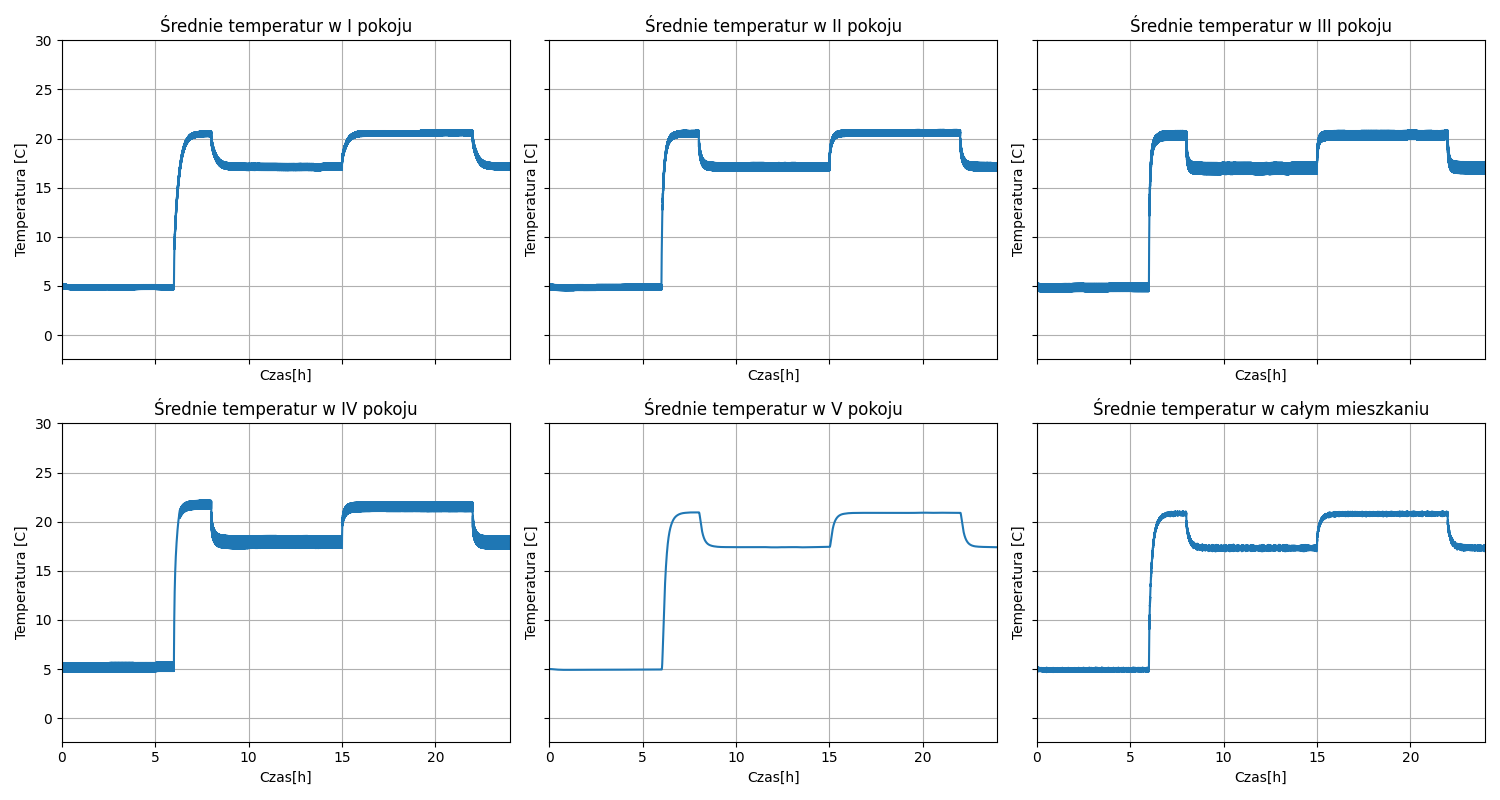 Średnie temperatur w I pokoju
Średnie temperatur w II pokoju
Średnie temperatur w III pokoju
30
25
20
15
10
5
0
Temperatura [C]
Temperatura [C]
Temperatura [C]
Czas[h]
Czas[h]
Czas[h]
Średnie temperatur w IV pokoju
Średnie temperatur w V pokoju
Średnie temperatur w całym mieszkaniu
30
25
20
15
10
5
0
Temperatura [C]
Temperatura [C]
Temperatura [C]
0 5 10 15 20
0 5 10 15 20
0 5 10 15 20
Czas[h]
Czas[h]
Czas[h]